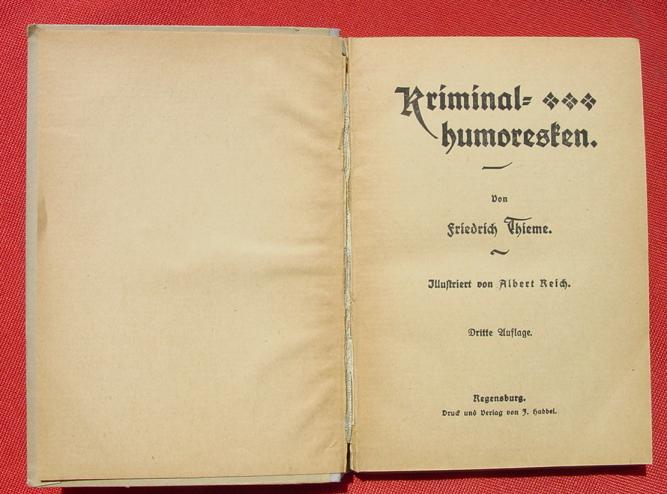 Kriminal=
humoresken.
Von
Friedrich Thieme.
Illustriert von Albert Reich.
Dritte Auflage.
Regensburg.
Druck und Verlag von J. Habbel.